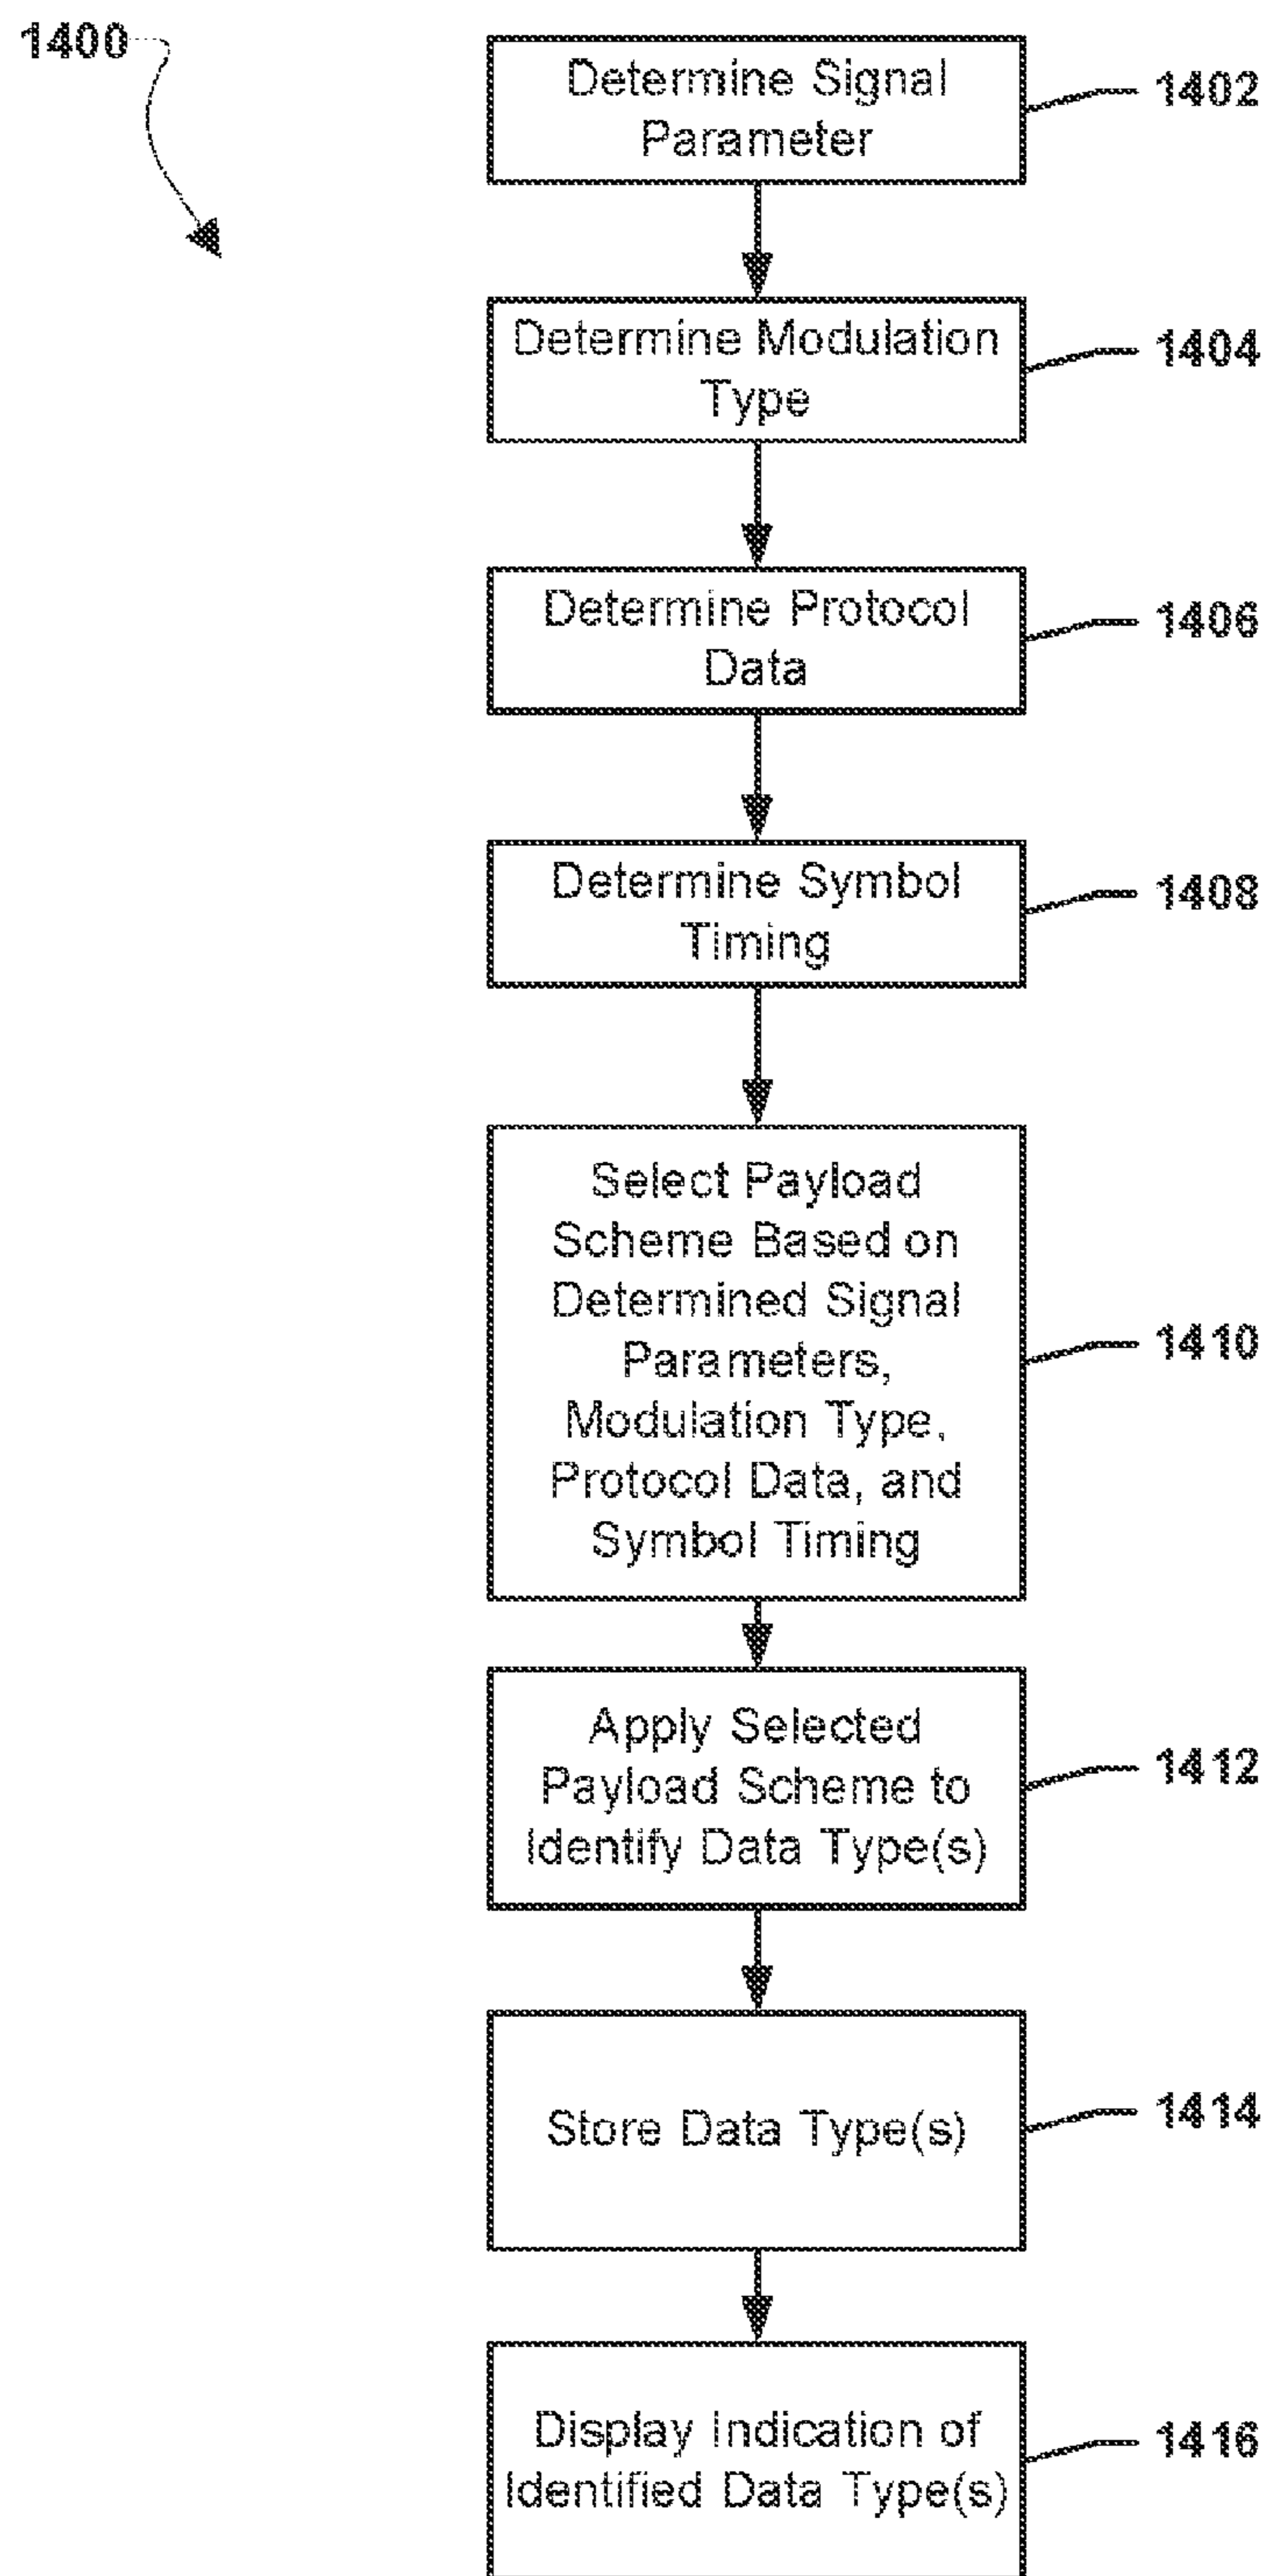 1400
Determine Signal
Parameter
1402
Determine Modulation
Type
1404
Determine Protocol
Data
1406
Determine Symbol
Timing
1408
Select Payload
Scheme Based on
Determined Signal
Parameters,
Modulation Type,
Protocol Data, and
Symbol Timing
1410
Apply Selected
Payload Scheme to
Identify Data Type(s)
1412
Store Data Type(s)
1414
Display Indication of
Identified Data Type(s)
1416